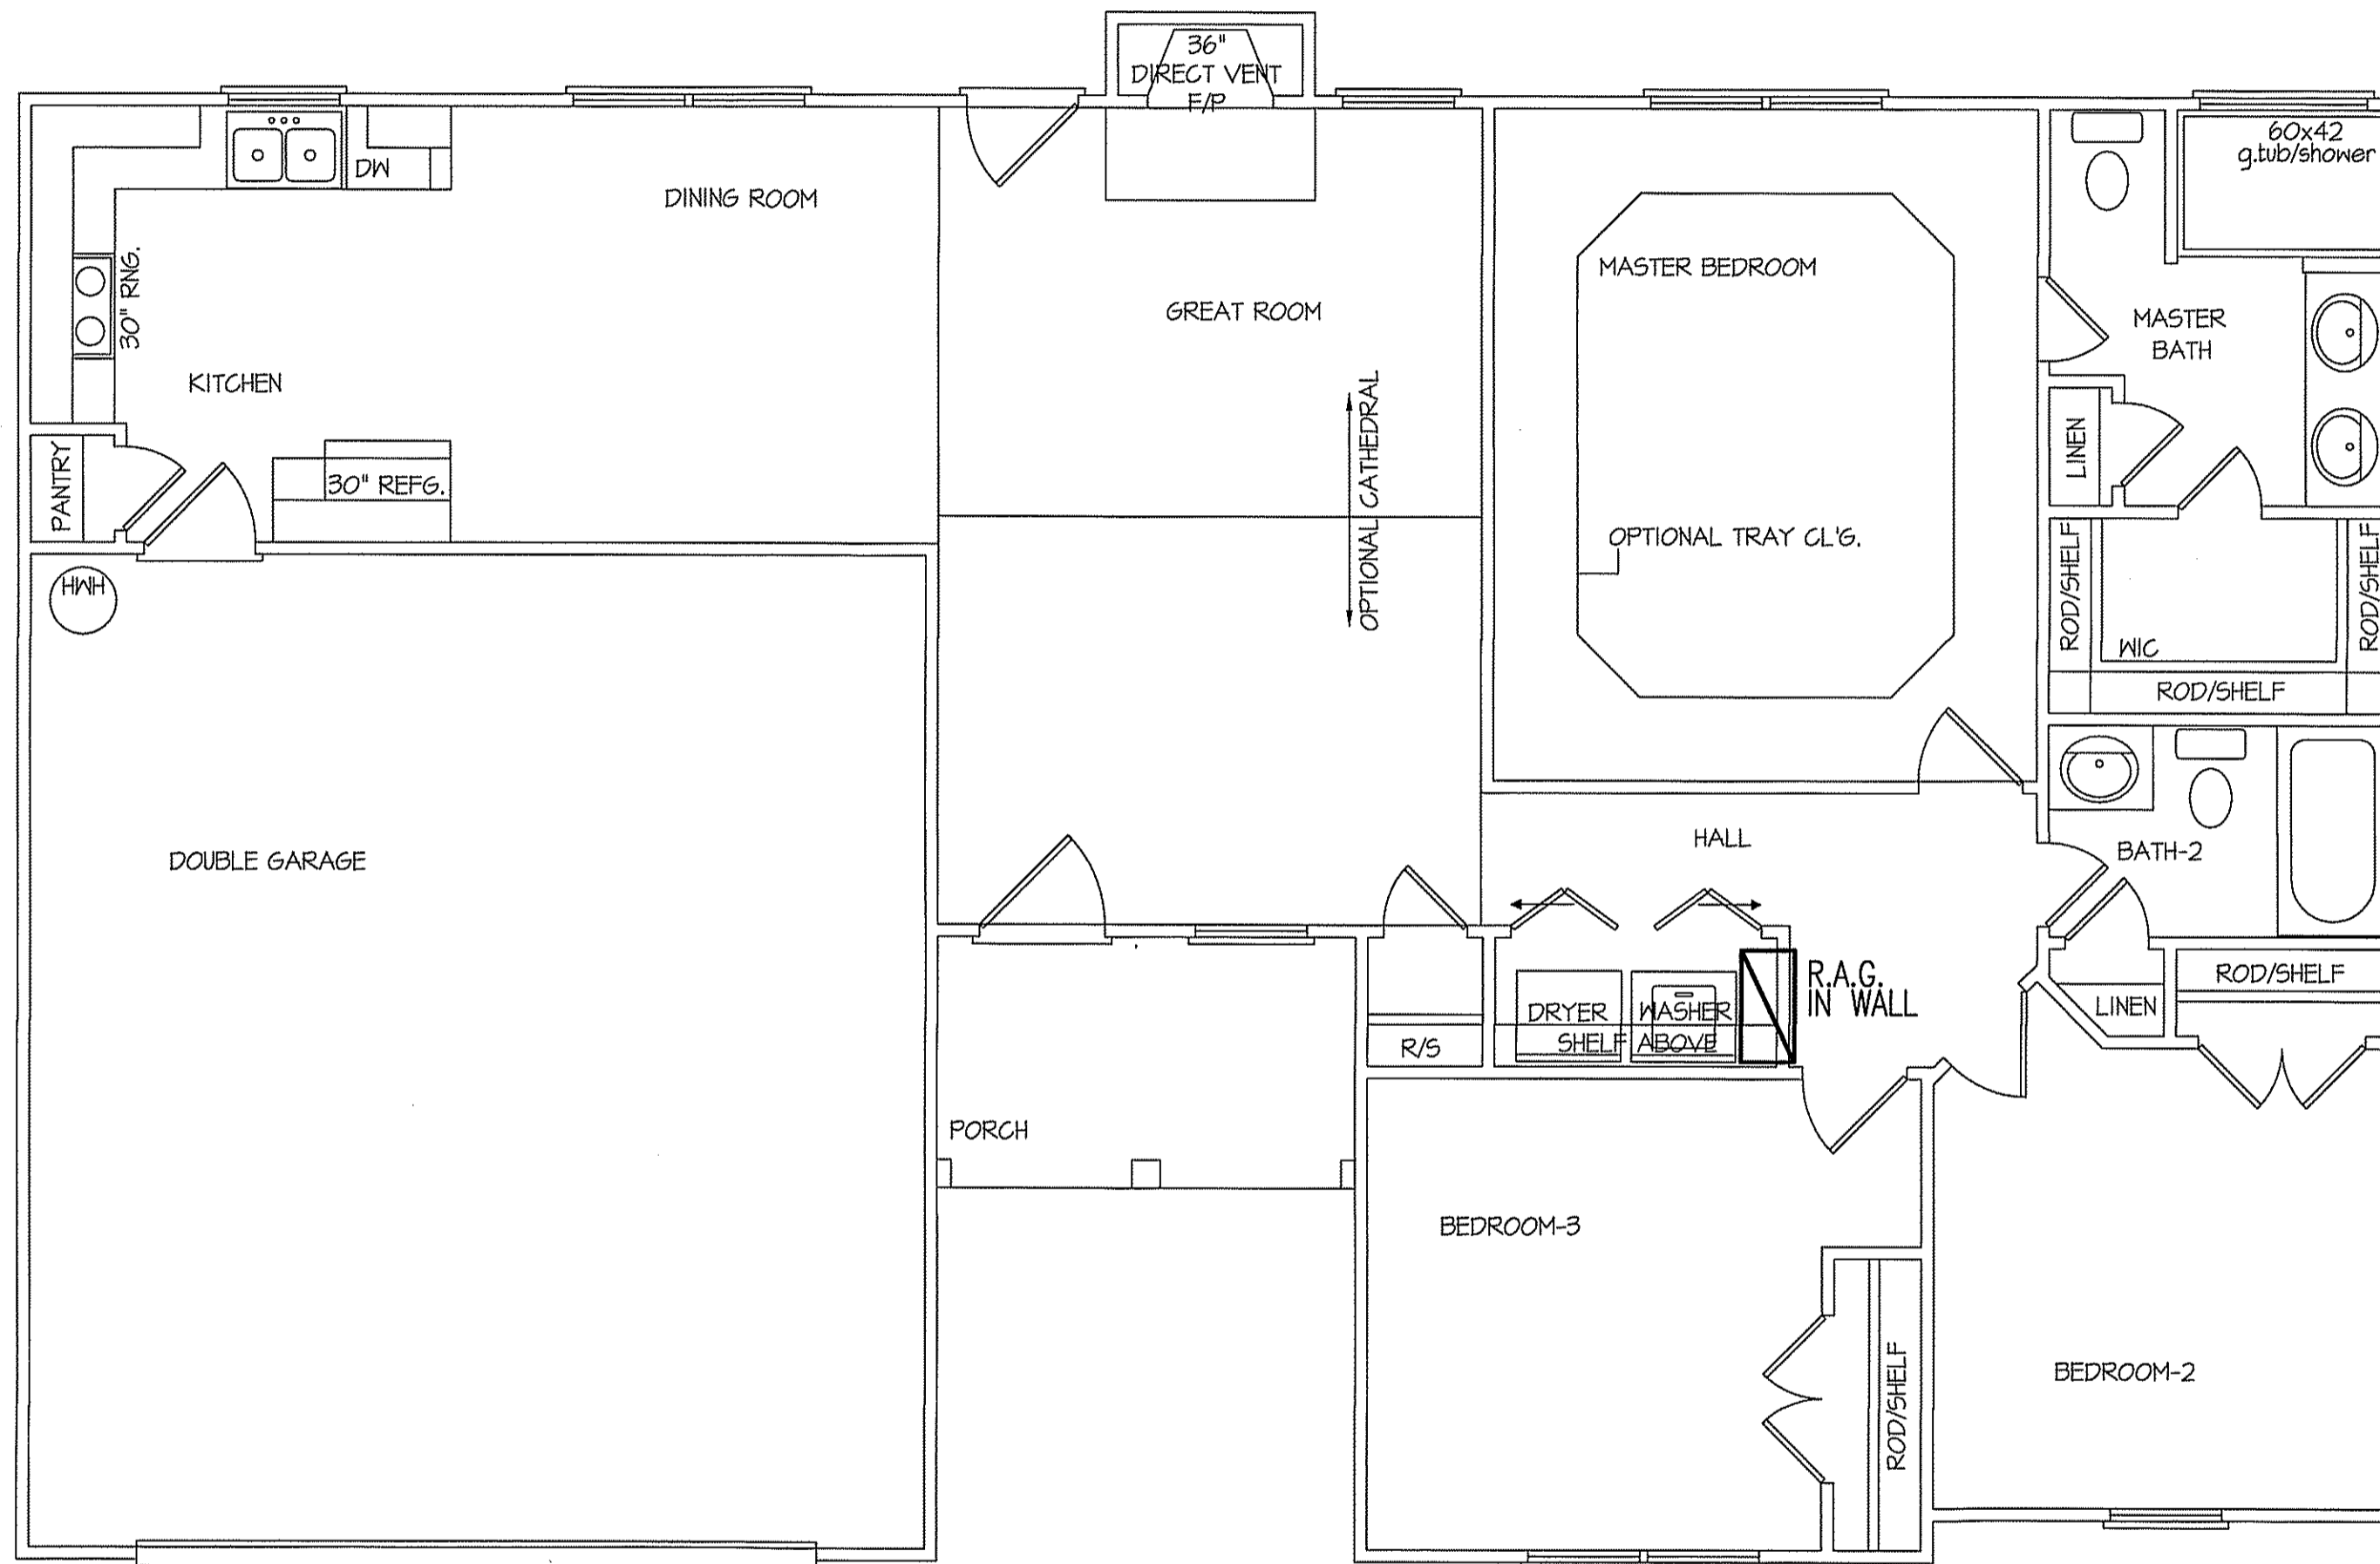 36"
DIRECT VENT
F/P
60x42
g.tub/shower
DW
DINING ROOM
30" RNG.
MASTER BEDROOM
GREAT ROOM
MASTER
BATH
KITCHEN
OPTIONAL CATHEDRAL
LINEN
PANTRY
30" REFG.
OPTIONAL TRAY CL'G.
ROD/SHELF
ROD/SHELF
HWH
WIC
ROD/SHELF
HALL
BATH-2
DOUBLE GARAGE
R.A.G.
IN WALL
ROD/SHELF
LINEN
DRYER
WASHER
SHELF ABOVE
R/S
PORCH
BEDROOM-3
BEDROOM-2
ROD/SHELF